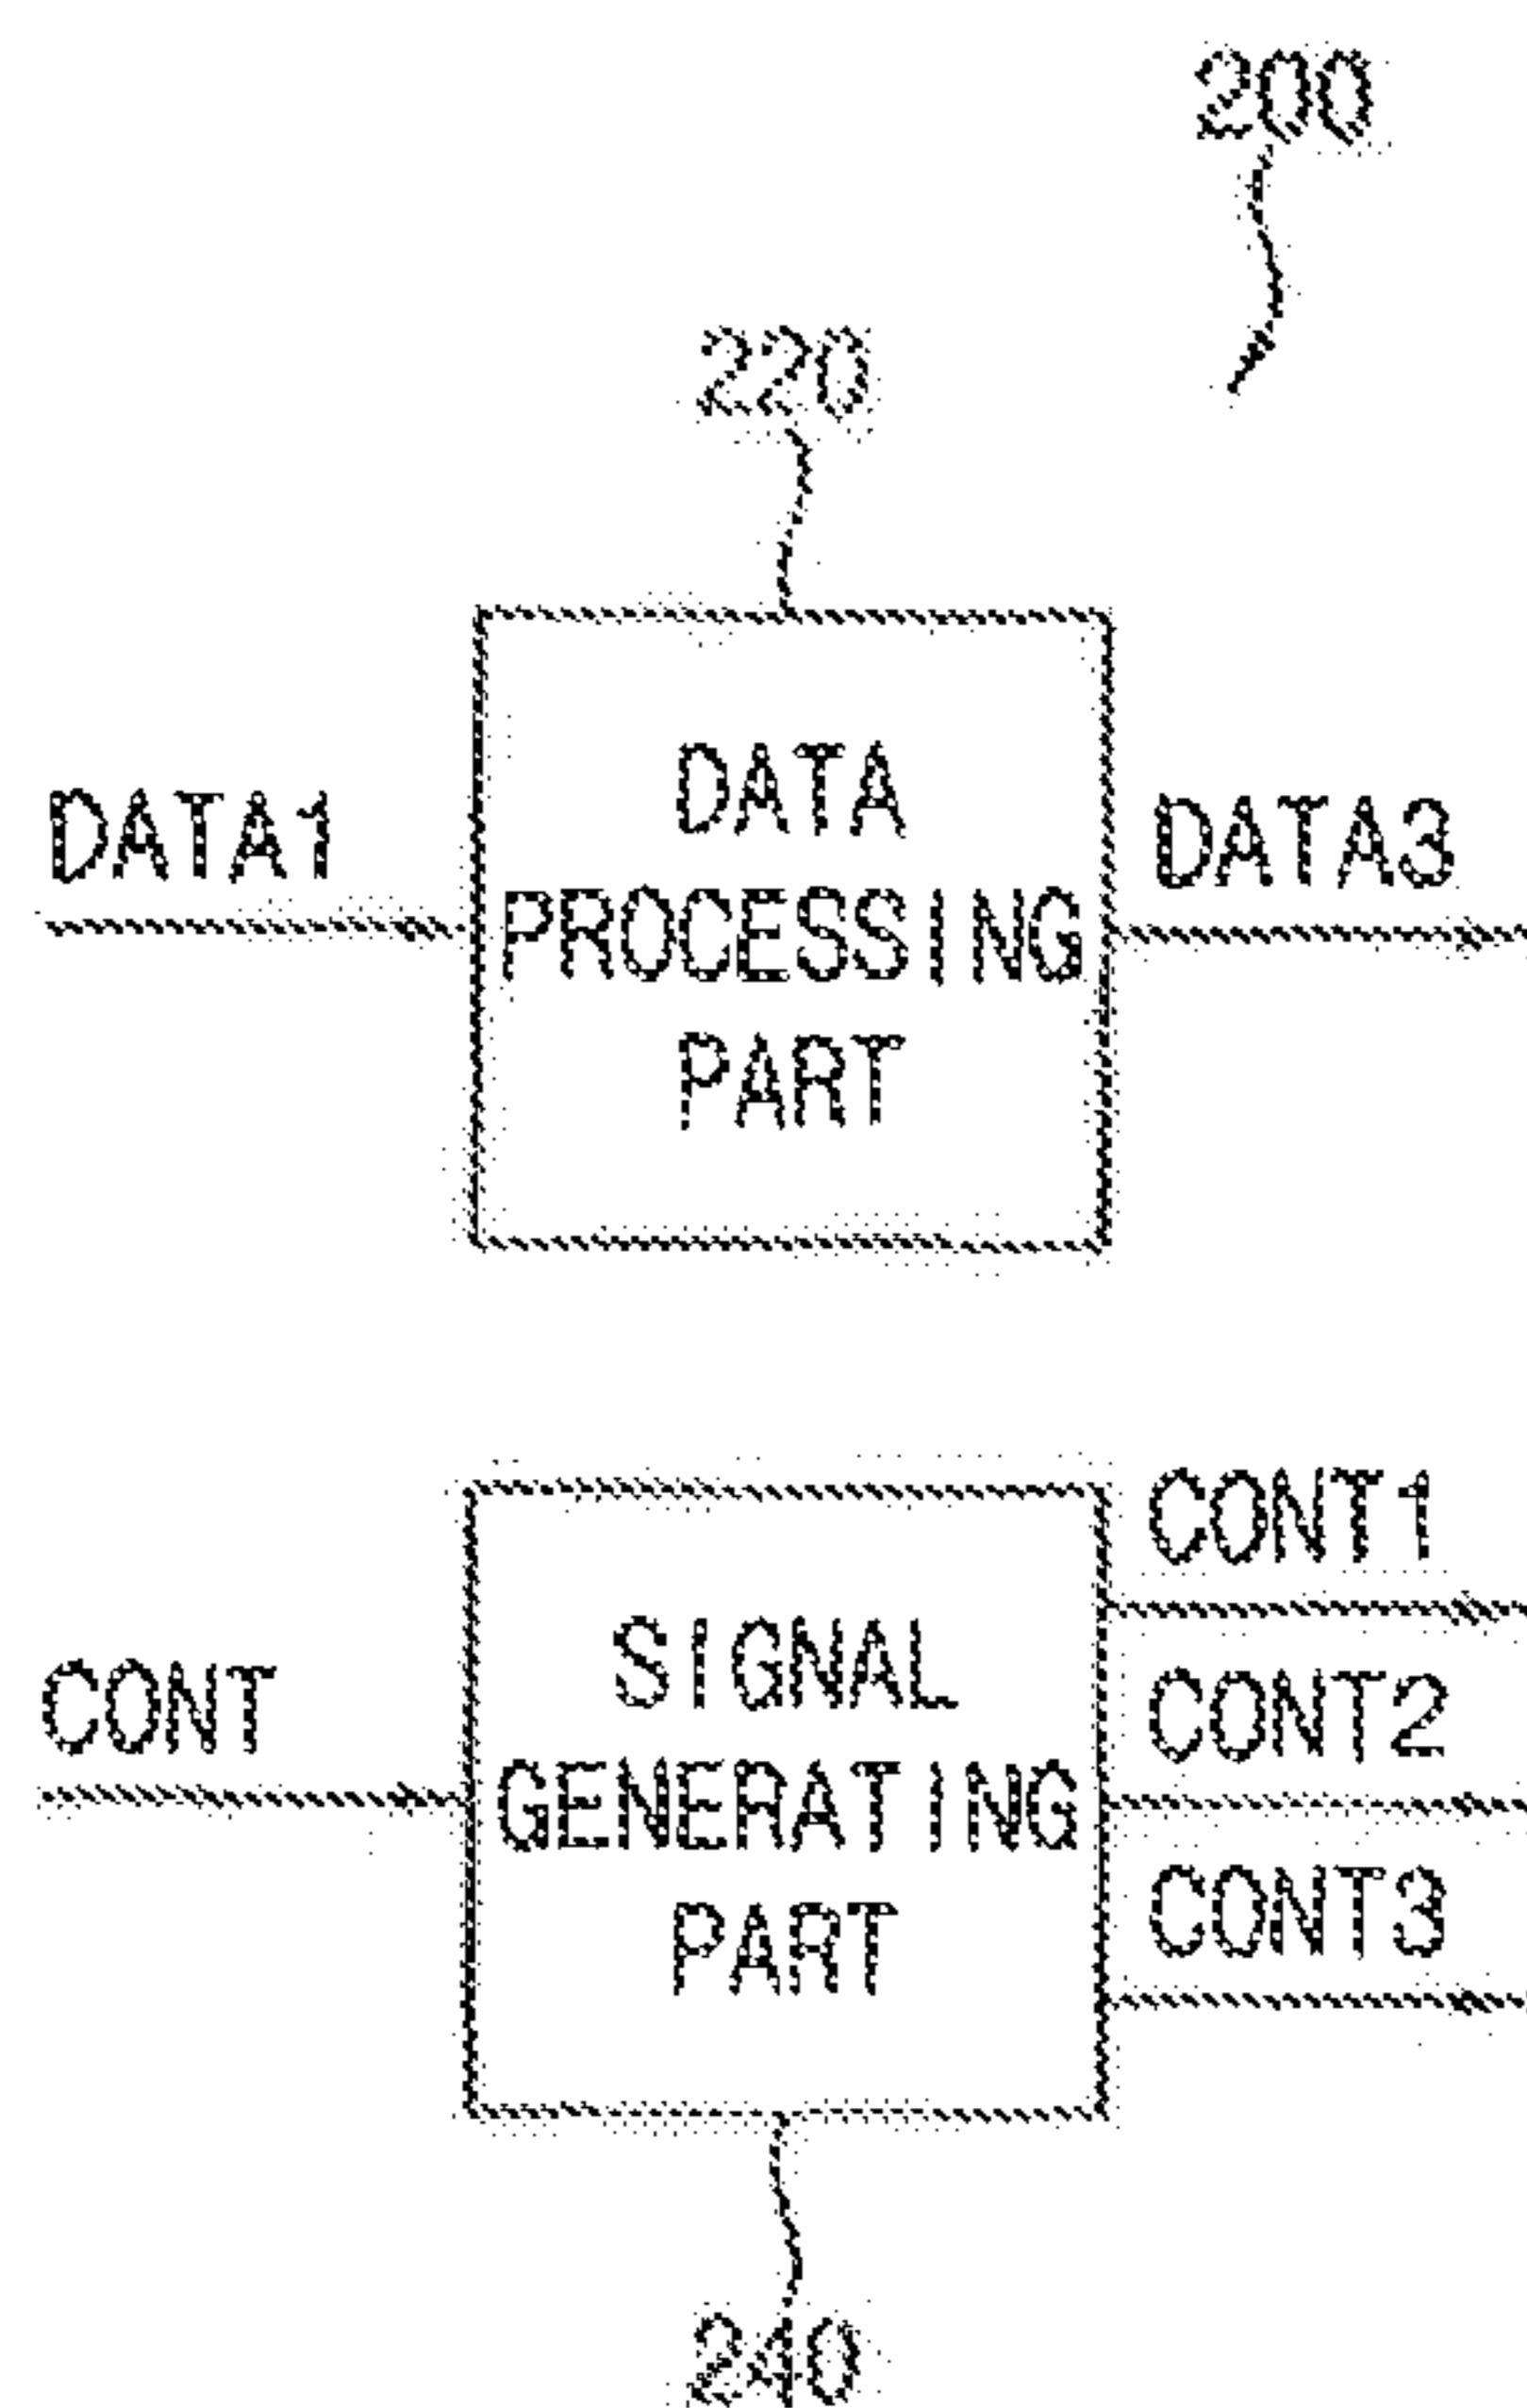 200
220
DATA
PROCESSING
PART
DATA1
DATA3
SIGNAL
GENERATING
PART
CONT
CONT1
CONT2
CONT3
240